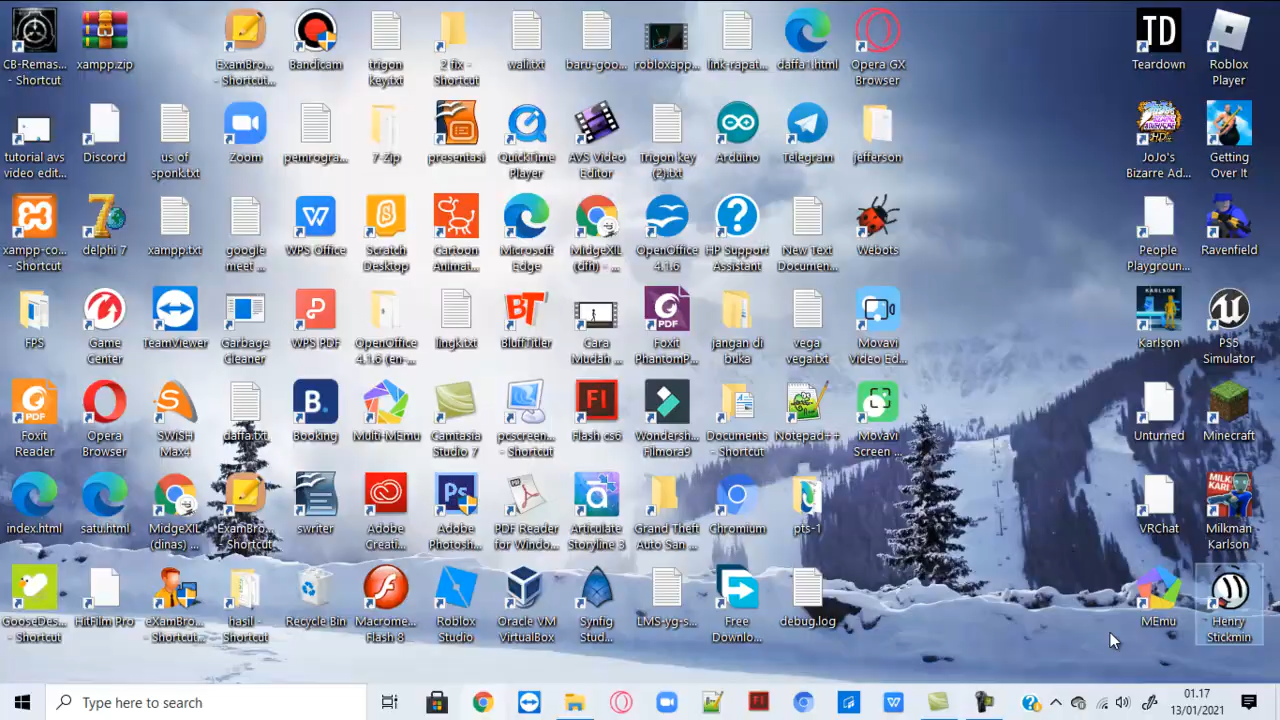 CB-Remas...
- Shortcut
xampp.zip
ExamBro...
- Shortcut...
Bandicam
trigon
key.txt
2 fix -
Shortcut
wali.txt
baru-goo...
robloxapp...
link-rapat...
daffa 1.html
Opera GX
Browser
TD
Teardown
Roblox
Player
tutorial avs
video edit...
Discord
us of
sponk.txt
Zoom
pemrogra...
7-Zip
presentasi
QuickTime
Player
AVS Video
Editor
Trigon key
(2).txt
Arduino
Telegram
jefferson
JoJo's
Bizarre Ad...
Getting
Over It
xampp-co...
- Shortcut
delphi 7
xampp.txt
google
meet ...
WPS Office
Scratch
Desktop
Cartoon
Animat...
Microsoft
Edge
MidgeXIL
(dfn) - ...
OpenOffice
4.1.6
HP Support
Assistant
New Text
Documen...
Webots
People
Playgroun...
Ravenfield
FPS
Game
Center
TeamViewer
Garbage
Cleaner
WPS PDF
OpenOffice
4.1.6 (en-...
lingk.txt
BT
BluffTitler
Cara
Mudah ...
PDF
Foxit
PhantomP...
jangan di
buka
vega
vega.txt
Movavi
Video Ed...
KARLSON
Karlson
PS5
Simulator
PDF
Foxit
Reader
Opera
Browser
SWiSH
Max4
daffa.txt
B.
Booking
Multi-MEmu
Camtasia
Studio 7
pcscreen...
- Shortcut
Fl
Flash cs6
Wondersh...
Filmora9
Documents
- Shortcut
Notepad++
Movavi
Screen ...
Unturned
Minecraft
index.html
satu.html
MidgeXIL
(dinas) ...
ExamBro...
- Shortcut
swriter
Adobe
Creati...
Ps
Adobe
Photosh...
PDF Reader
for Windo...
Articulate
Storyline 3
Grand Theft
Auto San ...
Chromium
pts-1
VRChat
MILK
KARL
Milkman
Karlson
GooseDes...
- Shortcut
HitFilm Pro
eXamBro...
- Shortcut...
hasil -
Shortcut
Recycle Bin
Macrome...
Flash 8
Roblox
Studio
Oracle VM
VirtualBox
Synfig
Stud...
LMS-yg-s...
Free
Downlo...
debug.log
MEmu
Henry
Stickmin
Type here to search
01.17
13/01/2021